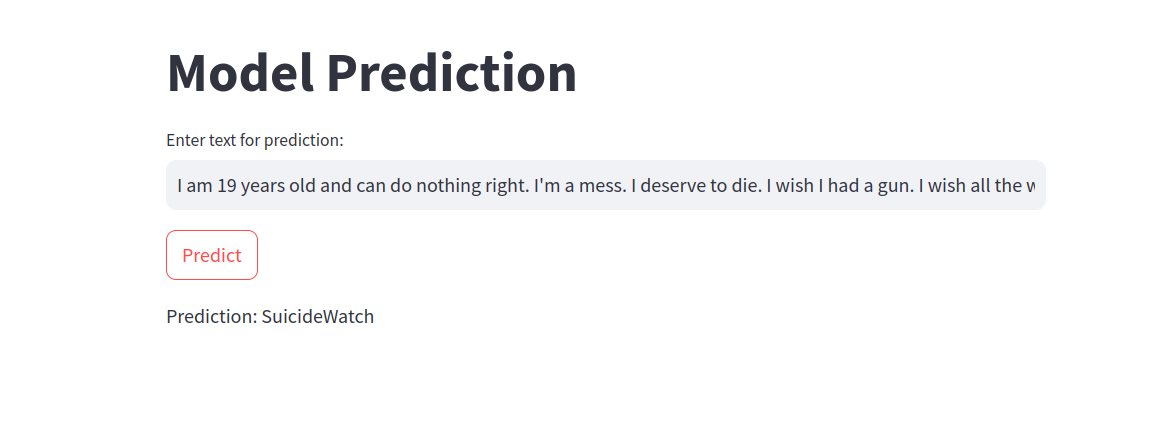 Model Prediction
Enter text for prediction:
I am 19 years old and can do nothing right. I'm a mess. I deserve to die. I wish I had a gun. I wish all the
Predict
Prediction: SuicideWatch